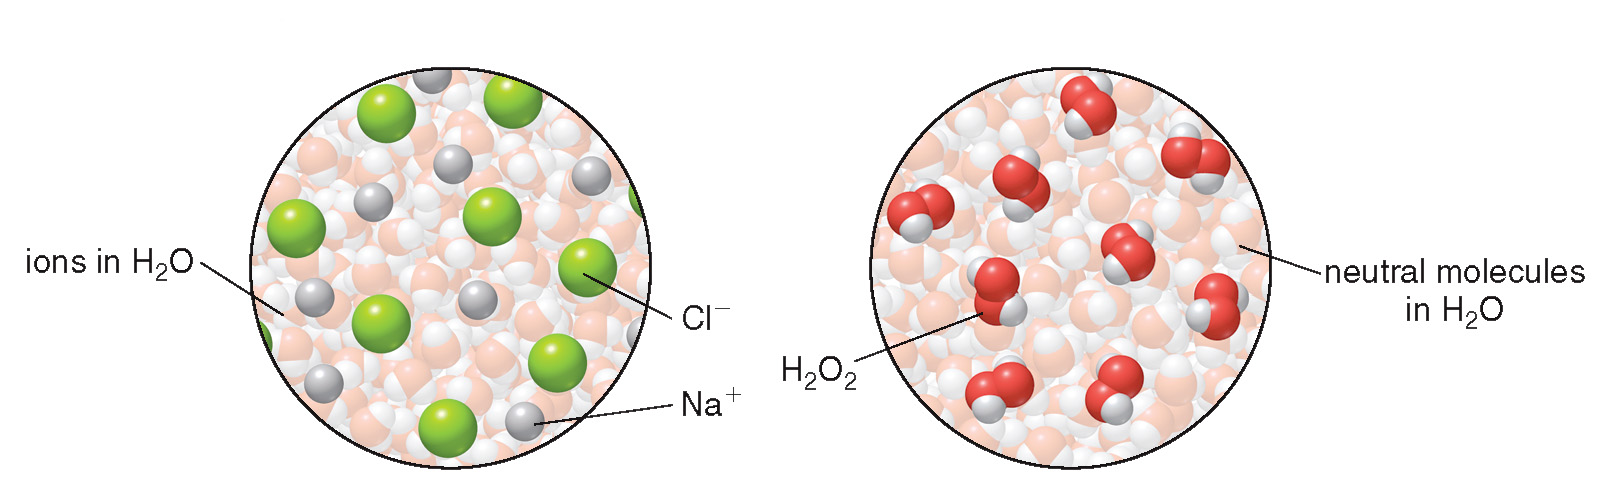 ions in H₂O
Cl⁻
Na⁺
H₂O₂
neutral molecules
in H₂O